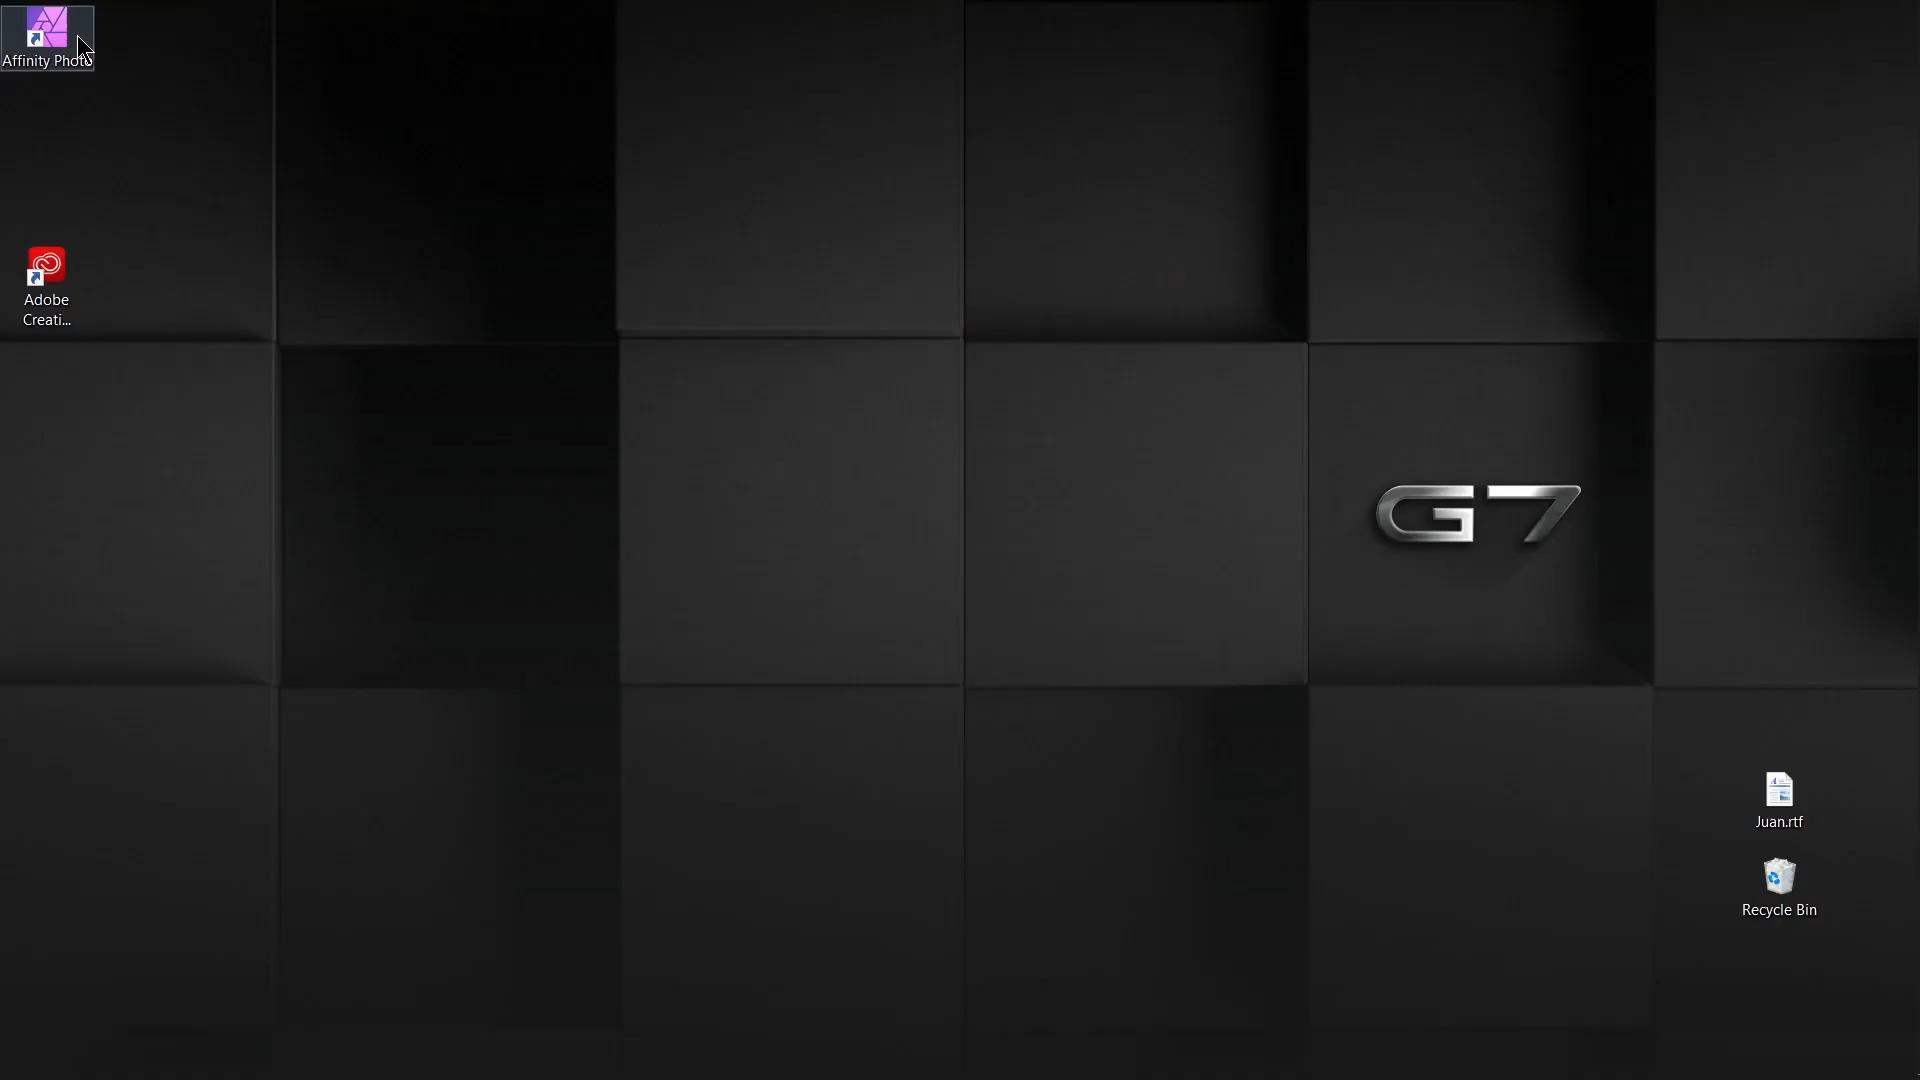 Affinity Photo
Adobe
Creati...
G7
Juan.rtf
Recycle Bin